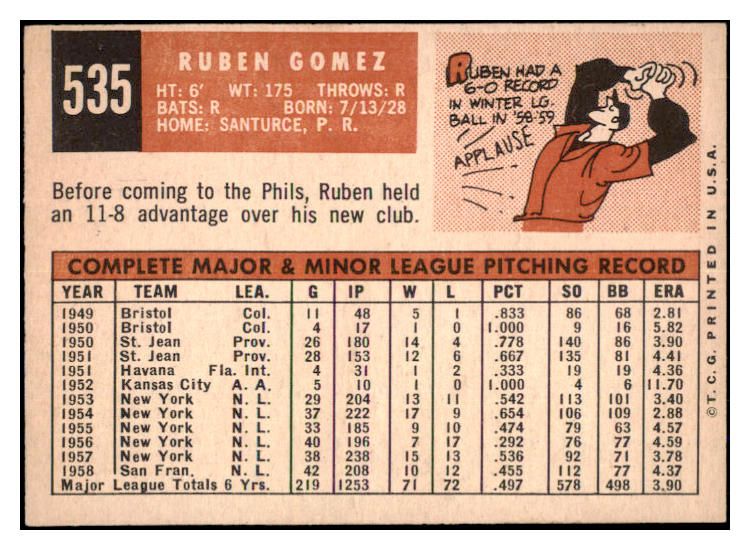 535
RUBEN GOMEZ
HT: 6' WT: 175 THROWS: R
BATS: R BORN: 7/13/28
HOME: SANTURCE, P. R.
RUBEN HAD A
6-0 RECORD
IN WINTER LG.
BALL IN '58-59
APPLAUSE
Before coming to the Phils, Ruben held
an 11-8 advantage over his new club.
COMPLETE MAJOR & MINOR LEAGUE PITCHING RECORD
YEAR TEAM LEA. G IP W L PCT SO BB ERA
1949 Bristol Col. 11 48 5 1 .833 86 68 2.81
1950 Bristol Col. 4 17 1 0 1.000 9 16 5.82
1950 St. Jean Prov. 26 180 14 4 .778 140 86 3.90
1951 St. Jean Prov. 28 153 12 6 .667 135 81 4.41
1951 Havana Fla. Int. 4 31 1 2 .333 19 19 4.36
1952 Kansas City A. A. 5 10 1 0 1.000 4 6 11.70
1953 New York N. L. 29 204 13 11 .542 113 101 3.40
1954 New York N. L. 37 222 17 9 .654 106 109 2.88
1955 New York N. L. 33 185 9 10 .474 79 63 4.57
1956 New York N. L. 40 196 7 17 .292 76 77 4.59
1957 New York N. L. 38 238 15 13 .536 92 71 3.78
1958 San Fran. N. L. 42 208 10 12 .455 112 77 4.37
Major League Totals 6 Yrs. 219 1253 71 72 .497 578 498 3.90
© T. C. G. PRINTED IN U.S.A.